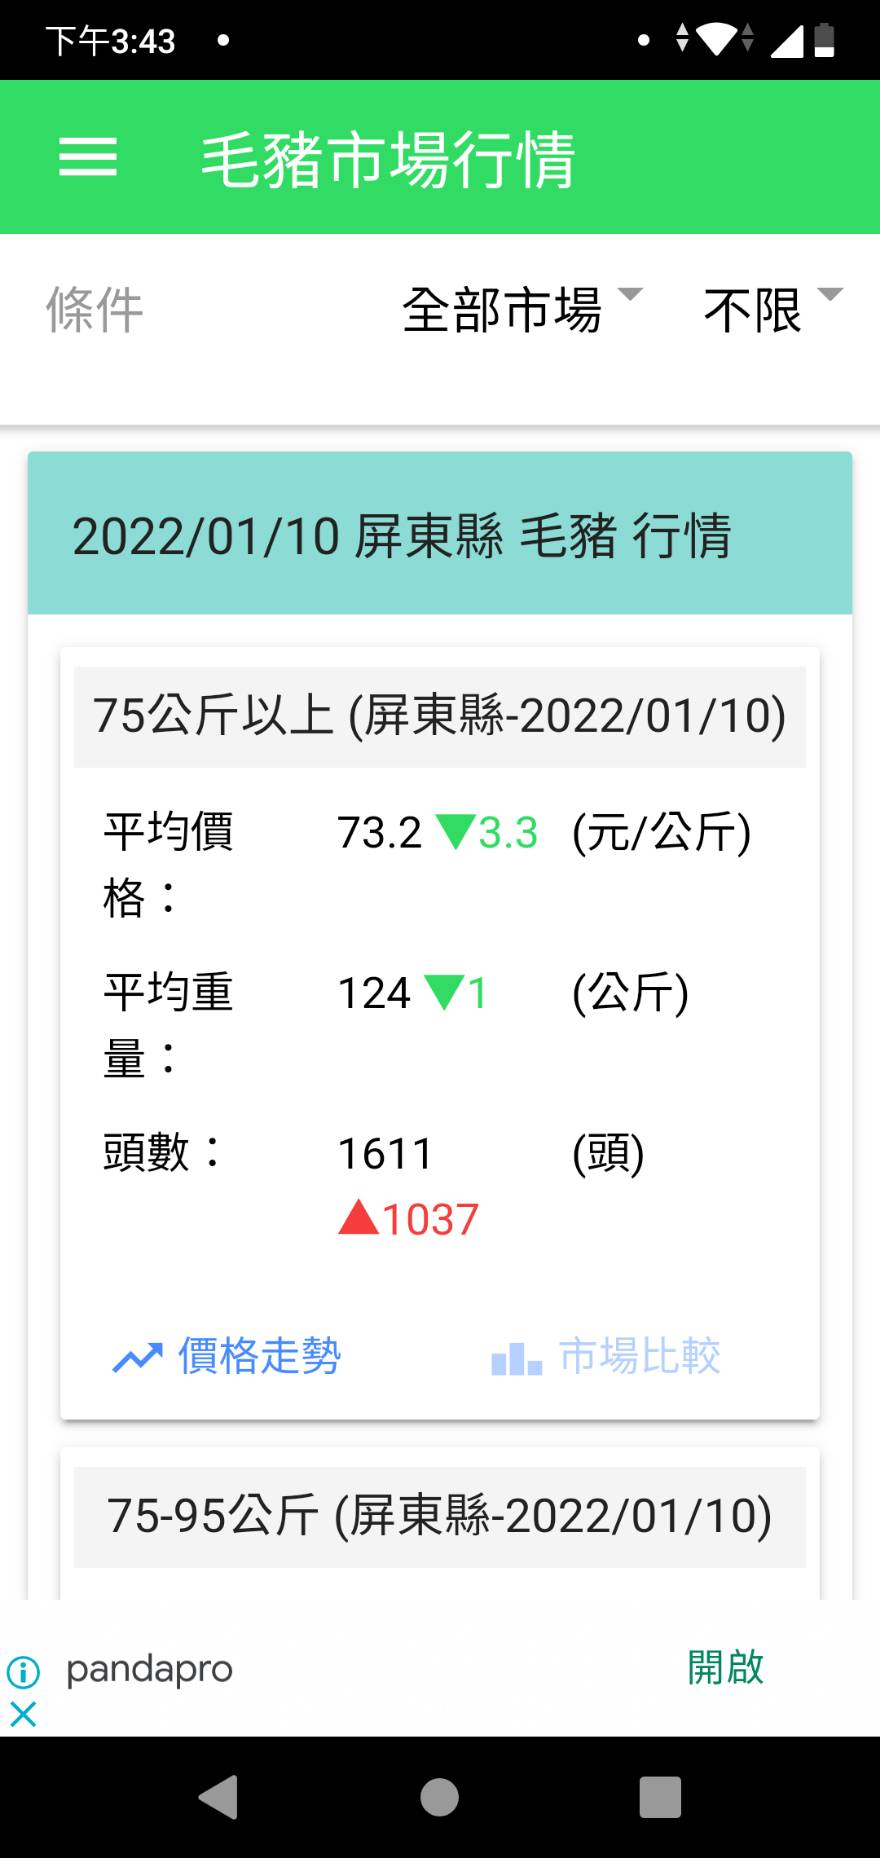 下午3:43
毛豬市場行情
條件 全部市場 不限
2022/01/10 屏東縣 毛豬 行情
75公斤以上 (屏東縣-2022/01/10)
平均價格： 73.2 ▼3.3 (元/公斤)
平均重量： 124 ▼1 (公斤)
頭數： 1611 (頭)
▲1037
價格走勢 市場比較
75-95公斤 (屏東縣-2022/01/10)
pandapro 開啟